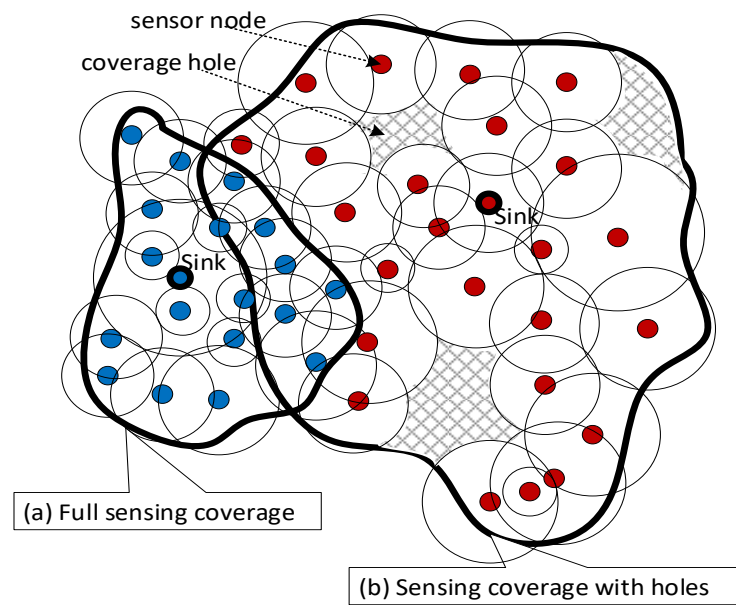 sensor node
coverage hole
Sink
Sink
(a) Full sensing coverage
(b) Sensing coverage with holes